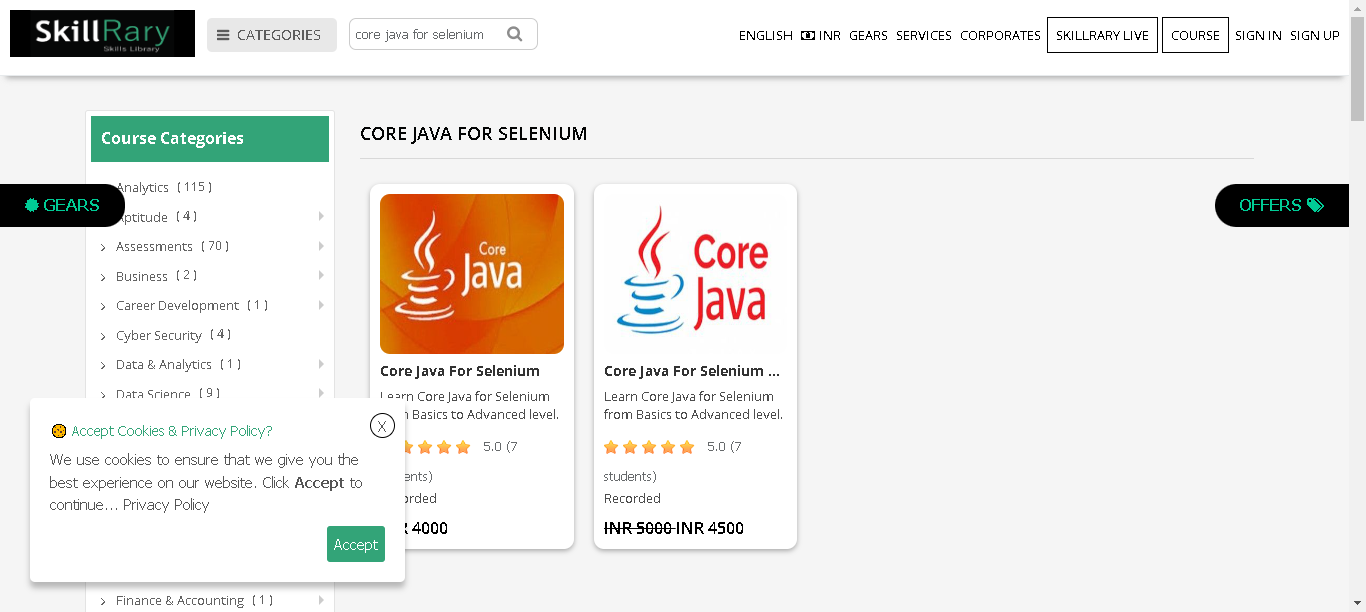 SkillRary
Skills Library
CATEGORIES
core java for selenium
ENGLISH INR GEARS SERVICES CORPORATES SKILLRARY LIVE COURSE SIGN IN SIGN UP
Course Categories
Analytics ( 115 )
Aptitude ( 4 )
Assessments ( 70 )
Business ( 2 )
Career Development ( 1 )
Cyber Security ( 4 )
Data & Analytics ( 1 )
Data Science ( 9 )
Finance & Accounting ( 1 )
GEARS
OFFERS
CORE JAVA FOR SELENIUM
Core
Java
Core Java For Selenium
Learn Core Java for Selenium
from Basics to Advanced level.
5.0 (7
4000
Core
Java
Core Java For Selenium ...
Learn Core Java for Selenium
from Basics to Advanced level.
5.0 (7
students)
Recorded
INR 5000 INR 4500
Accept Cookies & Privacy Policy?
X
We use cookies to ensure that we give you the
best experience on our website. Click Accept to
continue... Privacy Policy
Accept